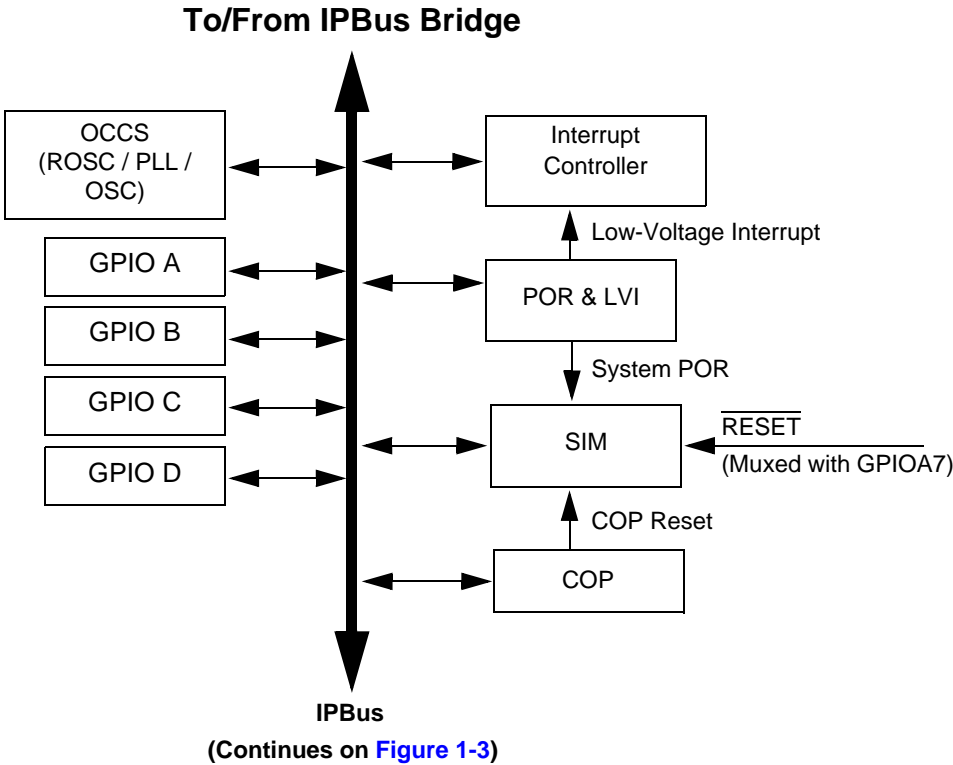 To/From IPBus Bridge
OCCS
(ROSC / PLL /
OSC)
GPIO A
GPIO B
GPIO C
GPIO D
Interrupt
Controller
Low-Voltage Interrupt
POR & LVI
System POR
SIM
RESET
(Muxed with GPIOA7)
COP Reset
COP
IPBus
(Continues on Figure 1-3)